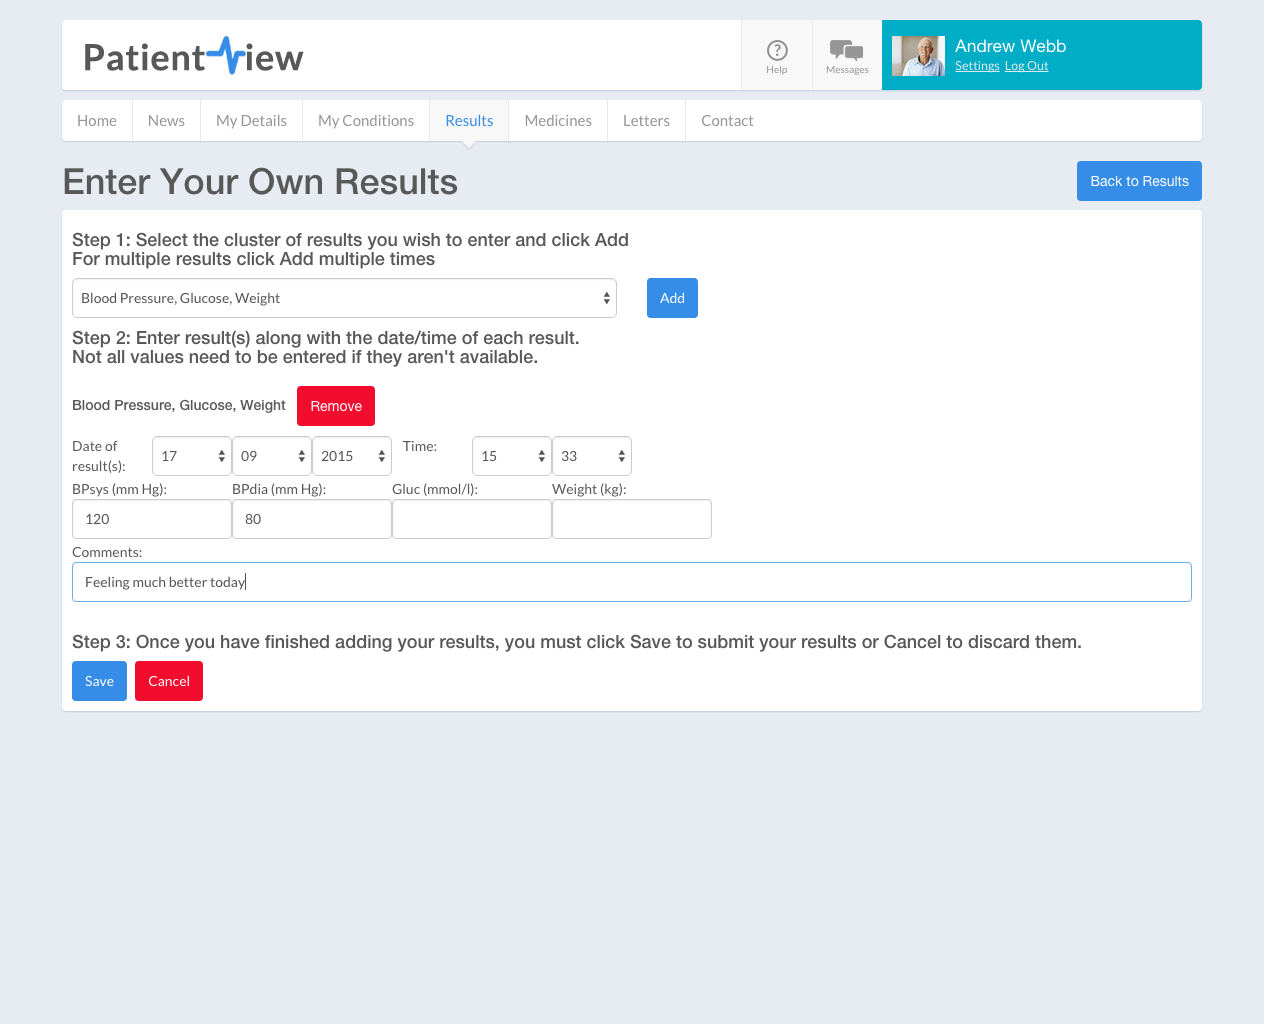 PatientView
Help
Messages
Andrew Webb
Settings Log Out
Home News My Details My Conditions Results Medicines Letters Contact
Enter Your Own Results
Back to Results
Step 1: Select the cluster of results you wish to enter and click Add
For multiple results click Add multiple times
Blood Pressure, Glucose, Weight
Add
Step 2: Enter result(s) along with the date/time of each result.
Not all values need to be entered if they aren't available.
Blood Pressure, Glucose, Weight Remove
Date of
result(s):
17 09 2015 Time: 15 33
BPsys (mm Hg): BPdia (mm Hg): Gluc (mmol/l): Weight (kg):
120 80
Comments:
Feeling much better today
Step 3: Once you have finished adding your results, you must click Save to submit your results or Cancel to discard them.
Save Cancel